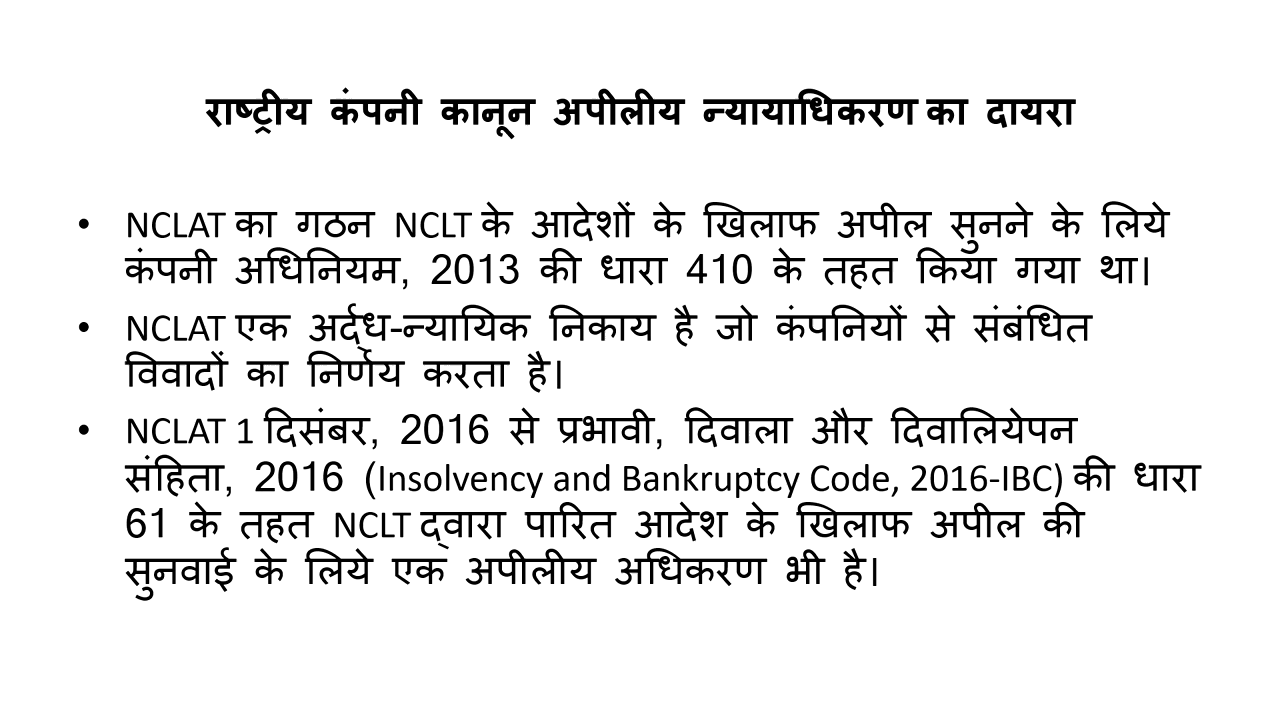 राष्ट्रीय कंपनी कानून अपीलीय न्यायाधिकरण का दायरा
• NCLAT का गठन NCLT के आदेशों के खिलाफ अपील सुनने के लिये
कंपनी अधिनियम, 2013 की धारा 410 के तहत किया गया था।
• NCLAT एक अर्द्ध-न्यायिक निकाय है जो कंपनियों से संबंधित
विवादों का निर्णय करता है।
• NCLAT 1 दिसंबर, 2016 से प्रभावी, दिवाला और दिवालियेपन
संहिता, 2016 (Insolvency and Bankruptcy Code, 2016-IBC) की धारा
61 के तहत NCLT द्वारा पारित आदेश के खिलाफ अपील की
सुनवाई के लिये एक अपीलीय अधिकरण भी है।